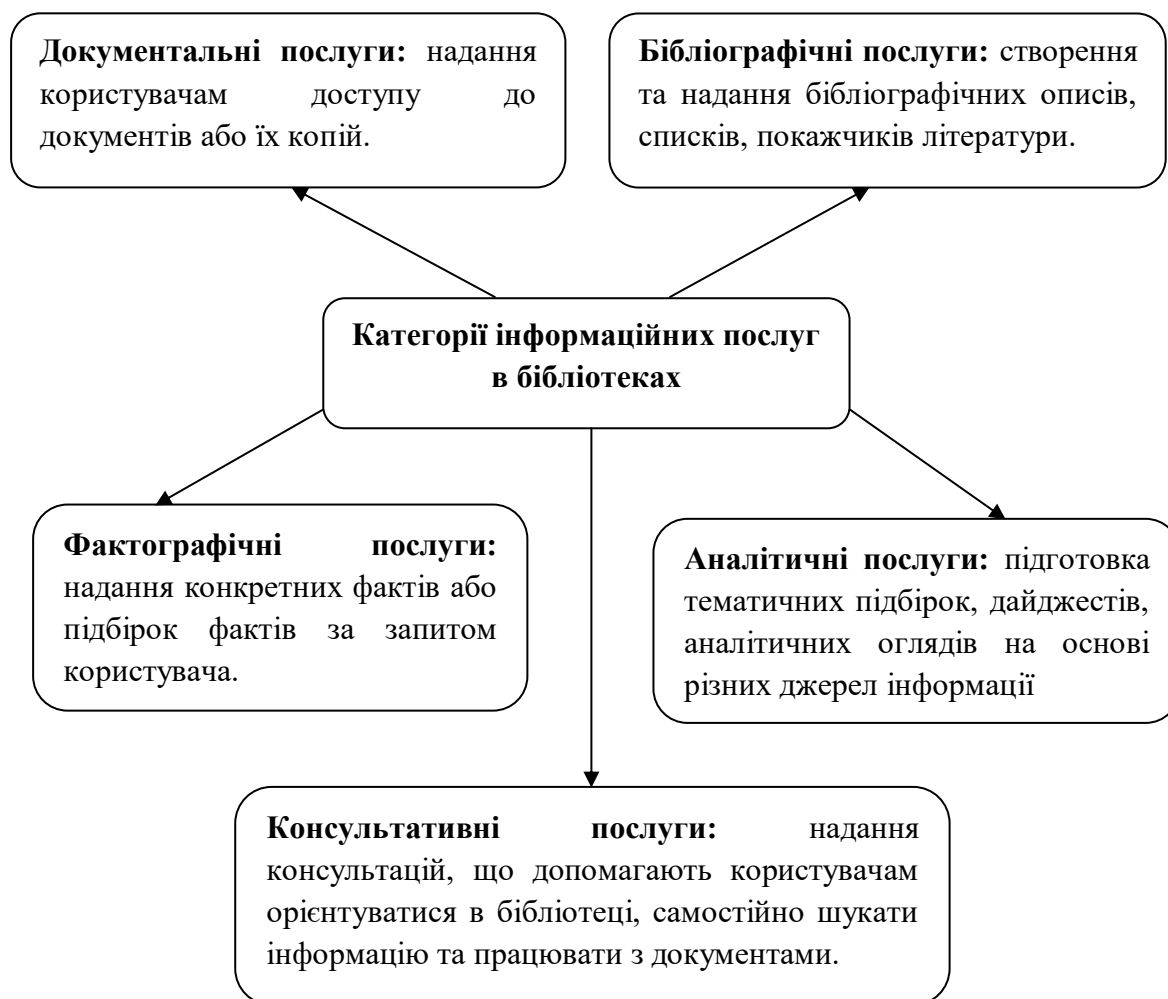 Документальні послуги: надання
користувачам доступу до
документів або їх копій.
Бібліографічні послуги: створення
та надання бібліографічних описів,
списків, покажчиків літератури.
Категорії інформаційних послуг
в бібліотеках
Фактографічні послуги:
надання конкретних фактів або
підбірок фактів за запитом
користувача.
Аналітичні послуги: підготовка
тематичних підбірок, дайджестів,
аналітичних оглядів на основі
різних джерел інформації
Консультативні послуги: надання
консультацій, що допомагають користувачам
орієнтуватися в бібліотеці, самостійно шукати
інформацію та працювати з документами.